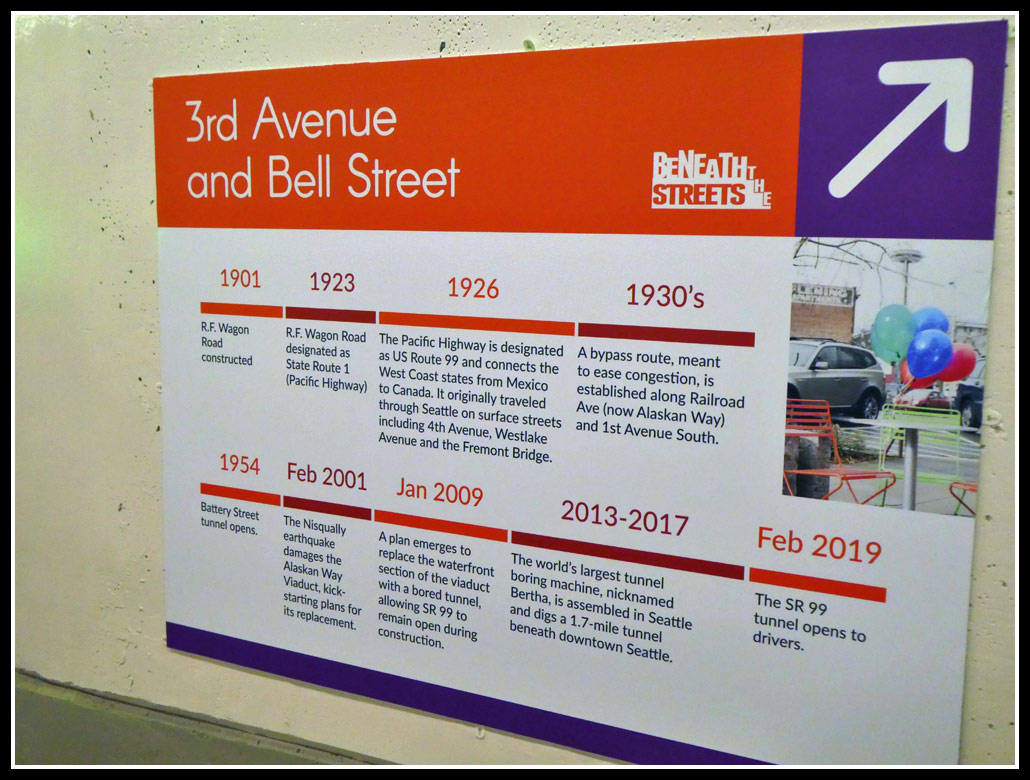 3rd Avenue
and Bell Street
BENEATH THE
STREETS
FLEMING
1901
R.F. Wagon
Road
constructed
1923
R.F. Wagon Road
designated as
State Route 1
(Pacific Highway)
1926
The Pacific Highway is designated
as US Route 99 and connects the
West Coast states from Mexico
to Canada. It originally traveled
through Seattle on surface streets
including 4th Avenue, Westlake
Avenue and the Fremont Bridge.
1930's
A bypass route, meant
to ease congestion, is
established along Railroad
Ave (now Alaskan Way)
and 1st Avenue South.
1954
Battery Street
tunnel opens.
Feb 2001
The Nisqually
earthquake
damages the
Alaskan Way
Viaduct, kick-
starting plans for
its replacement.
Jan 2009
A plan emerges to
replace the waterfront
section of the viaduct
with a bored tunnel,
allowing SR 99 to
remain open during
construction.
2013-2017
The world's largest tunnel
boring machine, nicknamed
Bertha, is assembled in Seattle
and digs a 1.7-mile tunnel
beneath downtown Seattle.
Feb 2019
The SR 99
tunnel opens to
drivers.